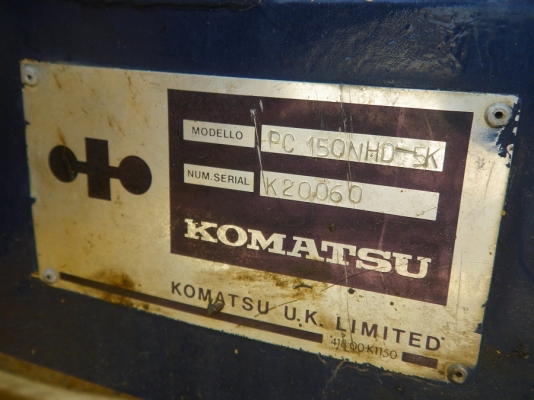 MODELLO PC 150NHD-5K
NUM.SERIAL K20060
KOMATSU
KOMATSU U.K. LIMITED